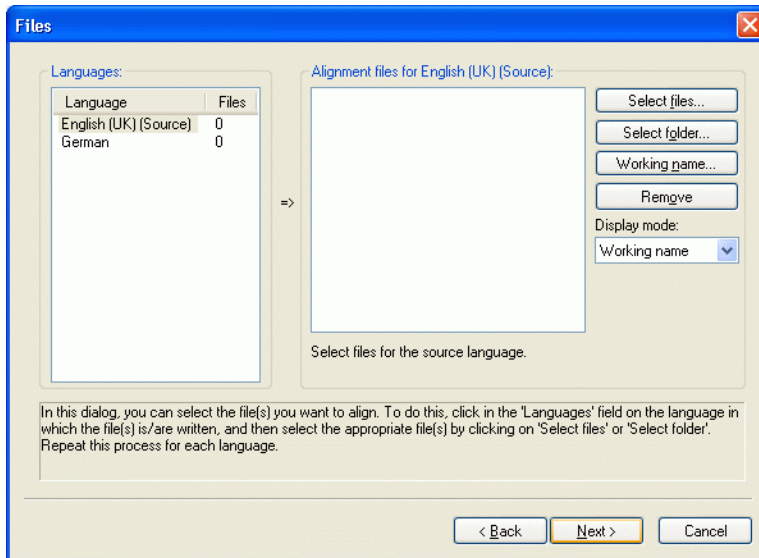 Files
Languages:
Language Files
English (UK) (Source) 0
German 0
=>
Alignment files for English (UK) (Source):
Select files...
Select folder...
Working name...
Remove
Display mode:
Working name
Select files for the source language.
In this dialog, you can select the file(s) you want to align. To do this, click in the 'Languages' field on the language in
which the file(s) is/are written, and then select the appropriate file(s) by clicking on 'Select files' or 'Select folder'.
Repeat this process for each language.
< Back Next > Cancel